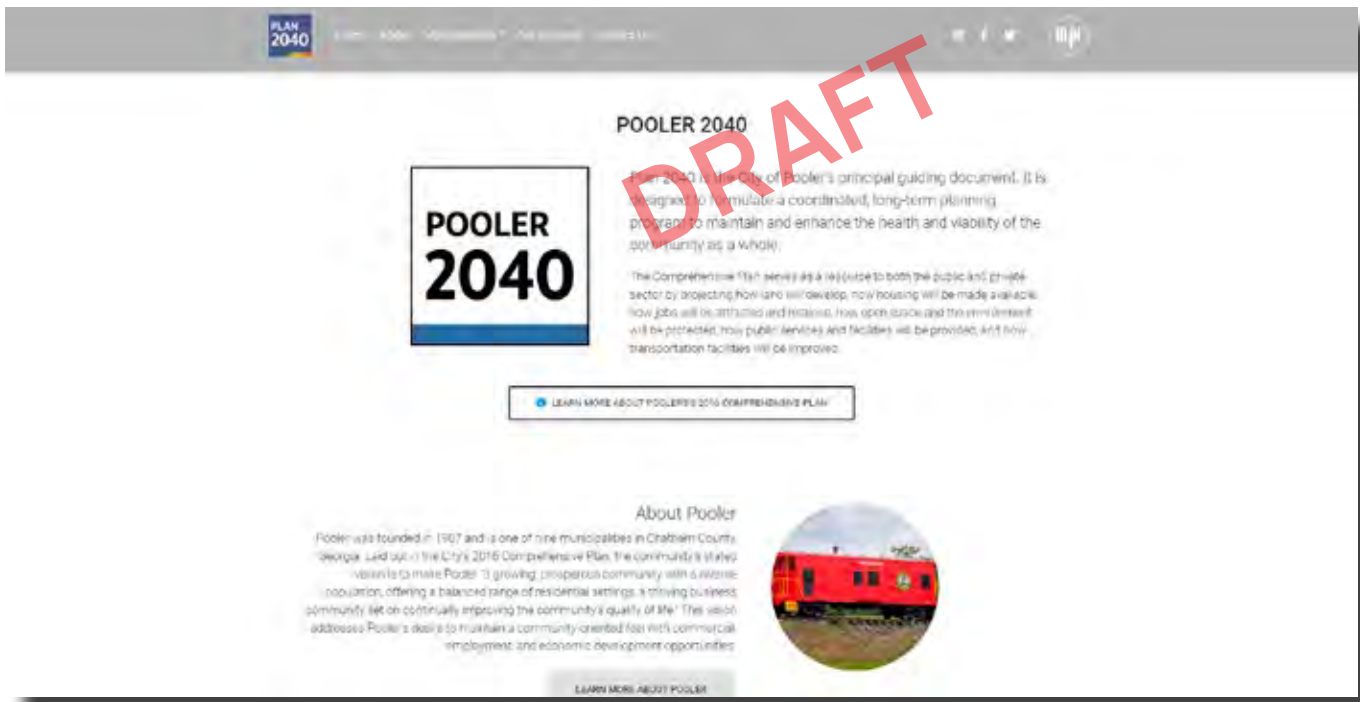 PLAN
2040
POOLER 2040
DRAFT
POOLER
2040
Plan 2040 is the City of Pooler's principal guiding document. It is
designed to formulate a coordinated, long-term planning
program to maintain and enhance the health and viability of the
community as a whole.
The Comprehensive Plan serves as a resource to both the public and private
sector by projecting how land will develop, how housing will be made available,
how jobs will be attracted and retained, how open space and the environment
will be protected, how public services and facilities will be provided, and how
transportation facilities will be improved.
LEARN MORE ABOUT POOLER'S 2016 COMPREHENSIVE PLAN
About Pooler
Pooler was founded in 1907 and is one of nine municipalities in Chatham County,
Georgia. Laid out in the City's 2016 Comprehensive Plan, the community's stated
vision is to make Pooler "a growing, prosperous community with a diverse
population, offering a balanced range of residential settings, a thriving business
community set on continually improving the community's quality of life." This vision
addresses Pooler's desire to maintain a community-oriented feel with commercial,
employment, and economic development opportunities.
LEARN MORE ABOUT POOLER